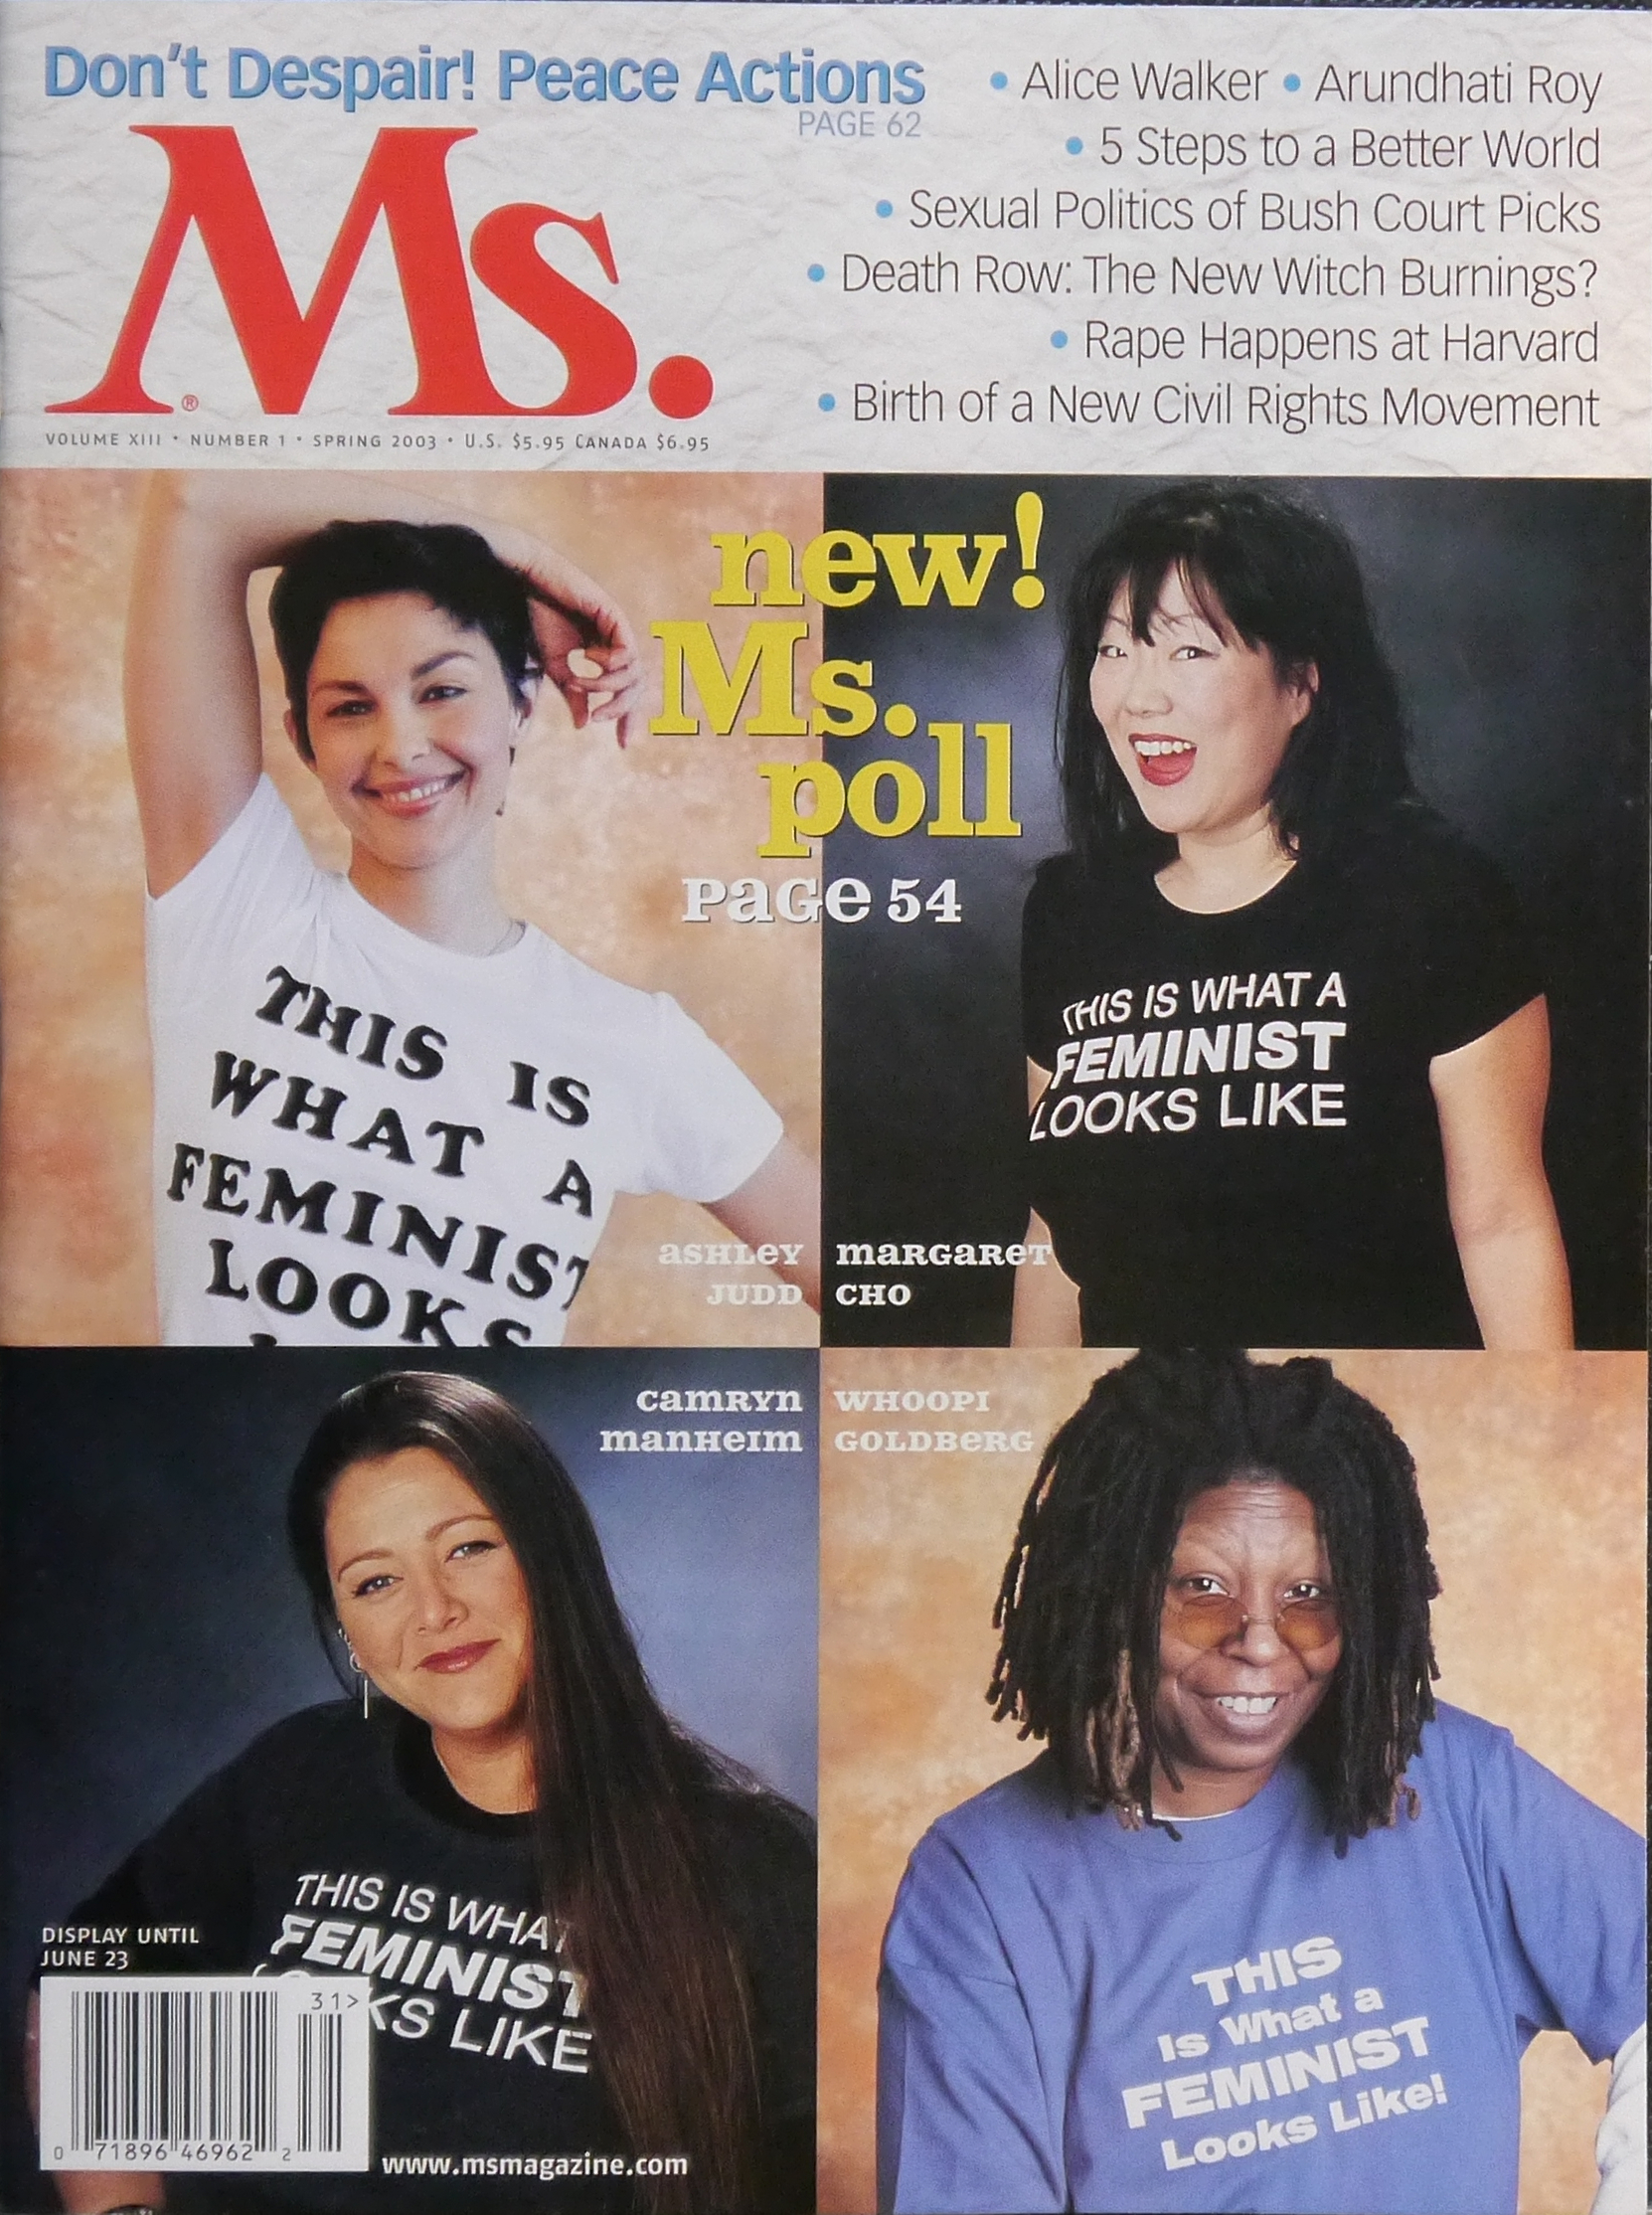 Don't Despair! Peace Actions
PAGE 62
• Alice Walker • Arundhati Roy
• 5 Steps to a Better World
• Sexual Politics of Bush Court Picks
• Death Row: The New Witch Burnings?
• Rape Happens at Harvard
• Birth of a New Civil Rights Movement
Ms.
®
VOLUME XIII • NUMBER 1 • SPRING 2003 • U.S. $5.95 CANADA $6.95
new!
Ms.
poll
PaGe 54
THIS IS
WHAT A
FEMINIST
LOOKS
THIS IS WHAT A
FEMINIST
LOOKS LIKE
aSHLeY
JUDD
maRGaReT
CHO
camRYn
manHeIm
WHOOPI
GOLDBeRG
THIS IS WHAT
FEMINIST
OKS LIKE
THIS
Is What a
FEMINIST
Looks Like!
DISPLAY UNTIL
JUNE 23
31>
0 71896 46962 2
www.msmagazine.com